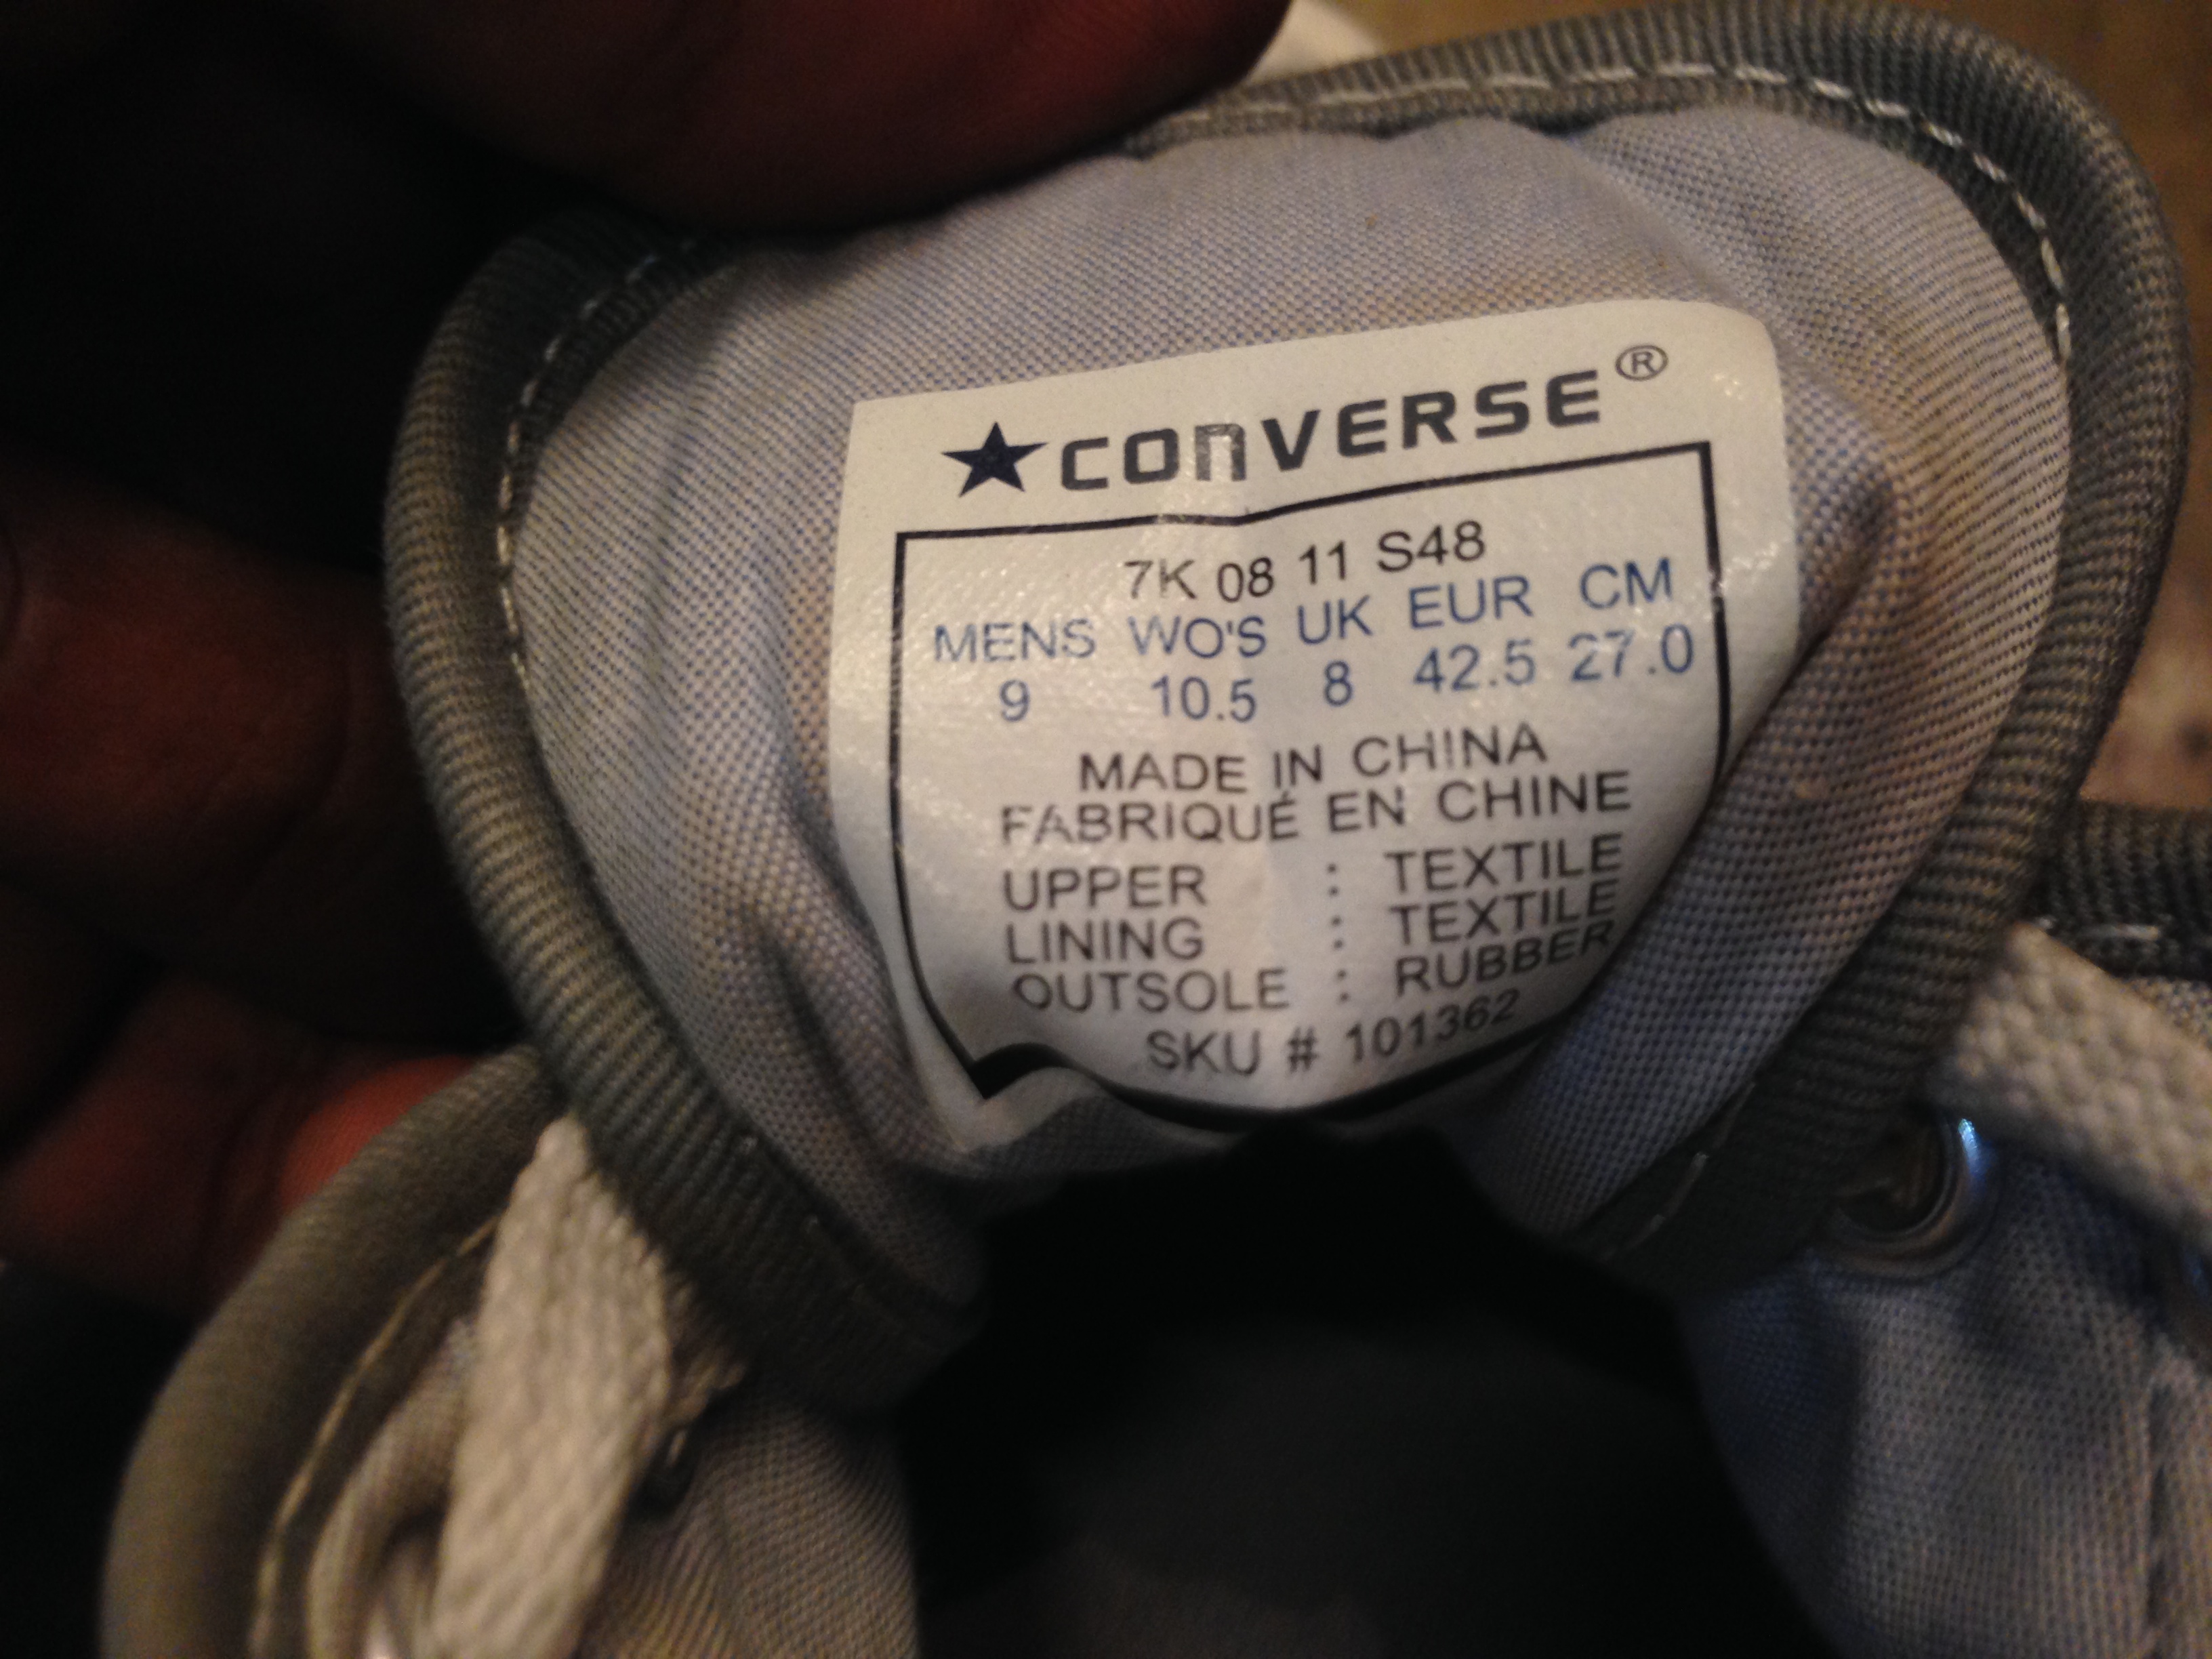 CONVERSE®
7K 08 11 S48
MENS WO'S UK EUR CM
9 10.5 8 42.5 27.0
MADE IN CHINA
FABRIQUÉ EN CHINE
UPPER : TEXTILE
LINING : TEXTILE
OUTSOLE : RUBBER
SKU # 101362